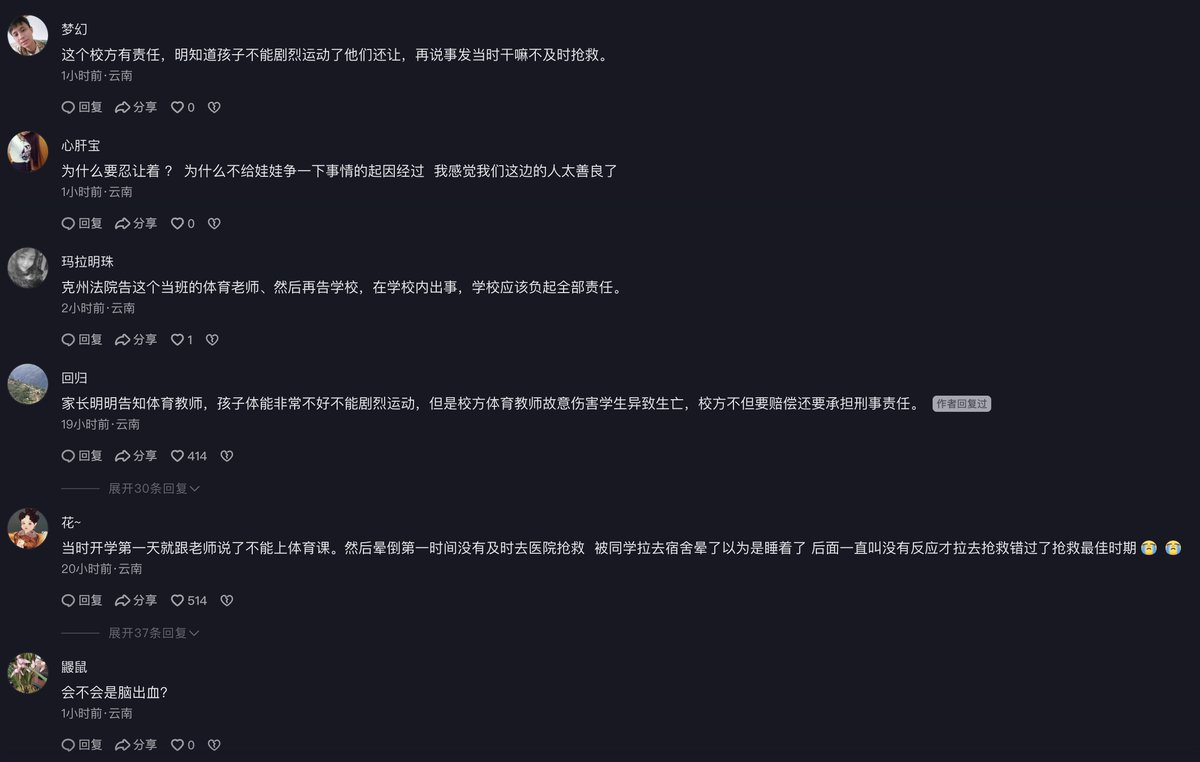 梦幻
这个校方有责任，明知道孩子不能剧烈运动了他们还让，再说事发当时干嘛不及时抢救。
1小时前·云南
回复 分享 0
心肝宝
为什么要忍让着？ 为什么不给娃娃争一下事情的起因经过 我感觉我们这边的人太善良了
1小时前·云南
回复 分享 0
玛拉明珠
克州法院告这个当班的体育老师、然后再告学校，在学校内出事，学校应该负起全部责任。
2小时前·云南
回复 分享 1
回归
家长明明告知体育教师，孩子体能非常不好不能剧烈运动，但是校方体育教师故意伤害学生异致生亡，校方不但要赔偿还要承担刑事责任。 作者回复过
19小时前·云南
回复 分享 414
展开30条回复
花~
当时开学第一天就跟老师说了不能上体育课。然后晕倒第一时间没有及时去医院抢救 被同学拉去宿舍晕了以为是睡着了 后面一直叫没有反应才拉去抢救错过了抢救最佳时期😭 😭
20小时前·云南
回复 分享 514
展开37条回复
鼹鼠
会不会是脑出血？
1小时前·云南
回复 分享 0